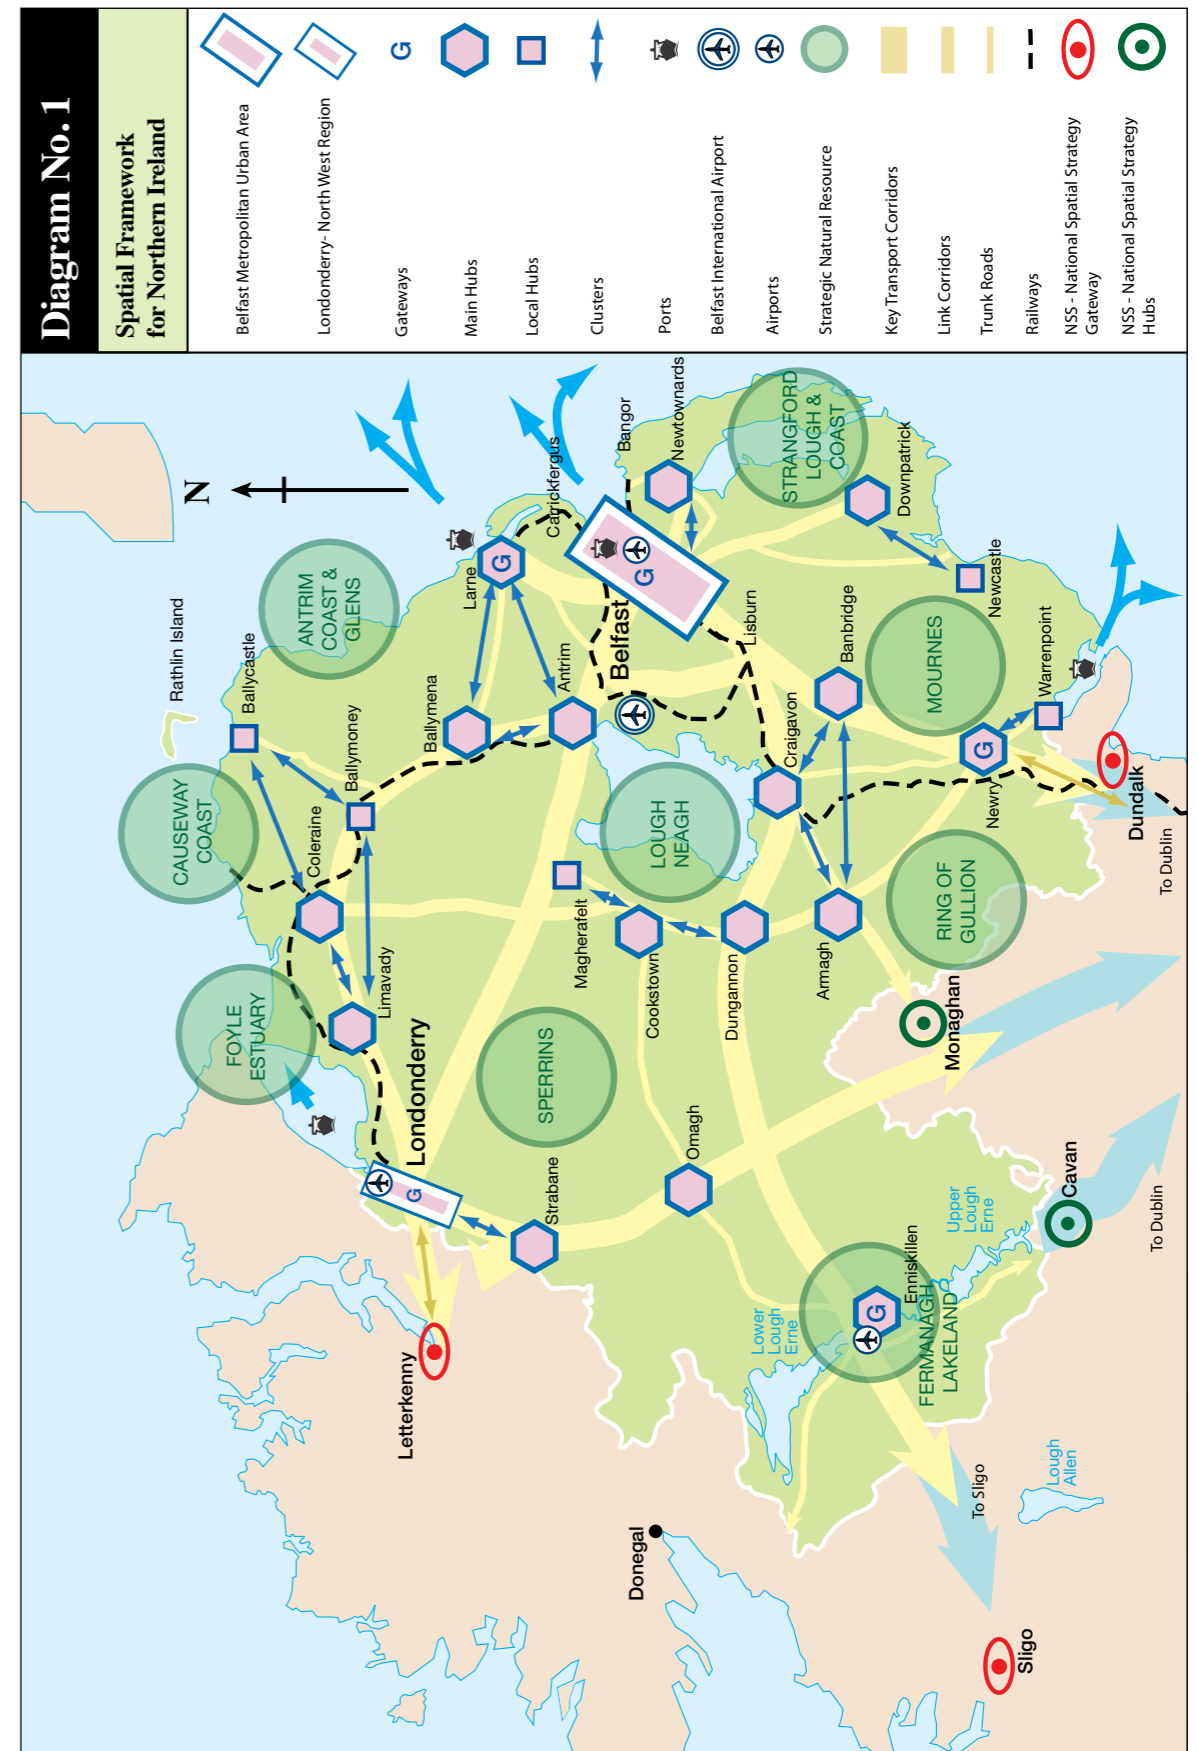 Diagram No. 1
Spatial Framework
for Northern Ireland
Belfast Metropolitan Urban Area
Londonderry- North West Region
G
Gateways
Main Hubs
Local Hubs
Clusters
Ports
Belfast International Airport
Airports
Strategic Natural Resource
Key Transport Corridors
Link Corridors
Trunk Roads
Railways
NSS - National Spatial Strategy
Gateway
NSS - National Spatial Strategy
Hubs
N
Rathlin Island
Ballycastle
CAUSEWAY
COAST
ANTRIM
COAST &
GLENS
Coleraine
Ballymoney
FOYLE
ESTUARY
Limavady
Londonderry
G
Letterkenny
Strabane
SPERRINS
Ballymena
Larne
G
Carrickfergus
Antrim
Belfast
G
Bangor
Newtownards
Magherafelt
LOUGH
NEAGH
Cookstown
Lisburn
STRANGFORD
LOUGH &
COAST
Donegal
Omagh
Dungannon
Craigavon
Armagh
Banbridge
Downpatrick
Lower
Lough
Erne
G
Enniskillen
FERMANAGH
LAKELAND
Upper
Lough
Erne
Monaghan
RING OF
GULLION
MOURNES
Newcastle
G
Newry
Warrenpoint
To Sligo
Sligo
Lough
Allen
Cavan
Dundalk
To Dublin
To Dublin